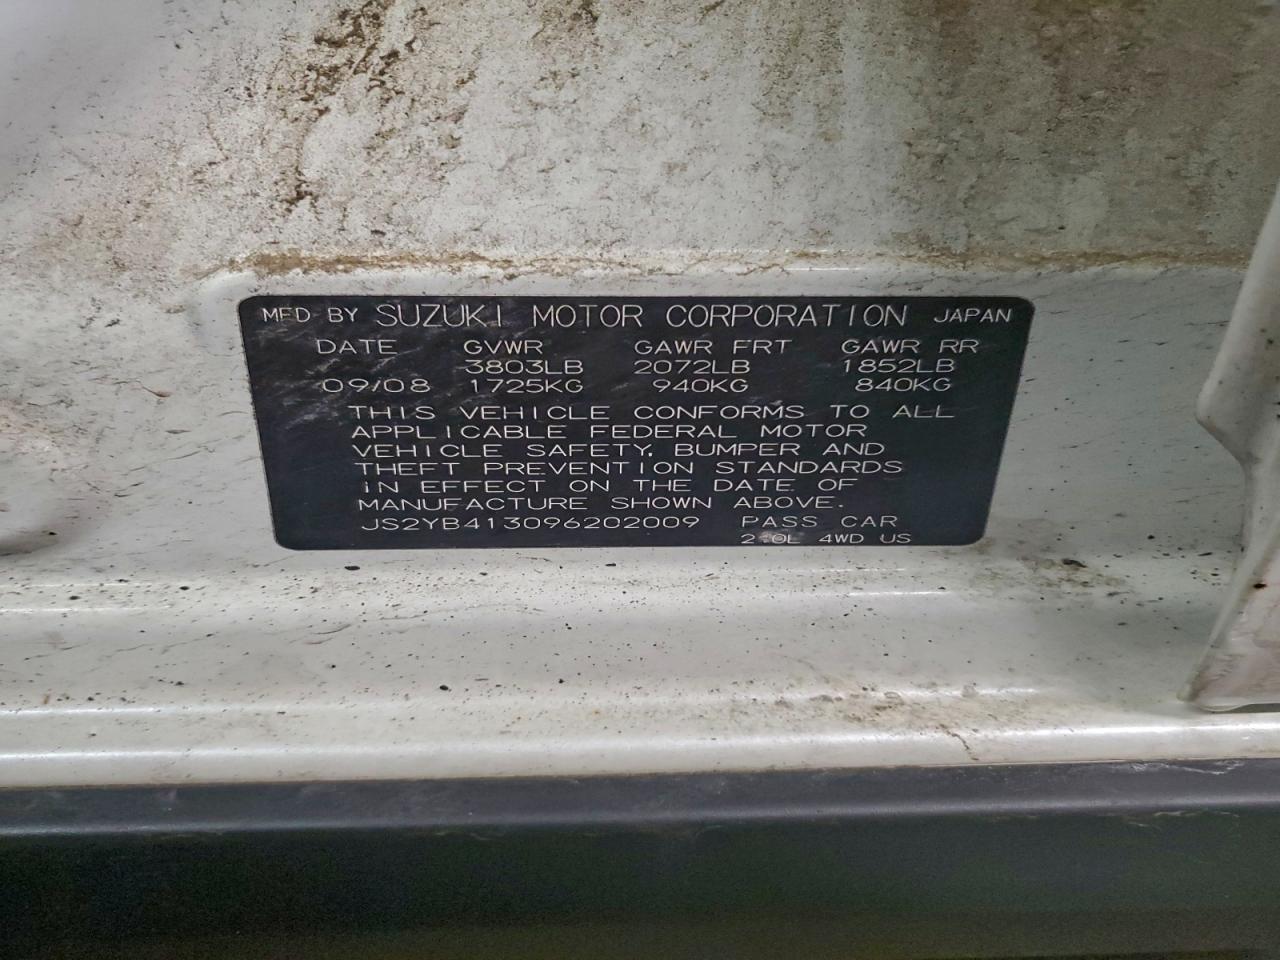 MFD BY SUZUKI MOTOR CORPORATION JAPAN
DATE GVWR GAWR FRT GAWR RR
3803LB 2072LB 1852LB
09/08 1725KG 940KG 840KG
THIS VEHICLE CONFORMS TO ALL
APPLICABLE FEDERAL MOTOR
VEHICLE SAFETY, BUMPER AND
THEFT PREVENTION STANDARDS
IN EFFECT ON THE DATE OF
MANUFACTURE SHOWN ABOVE.
JS2YB413096202009 PASS CAR
2.0L 4WD US